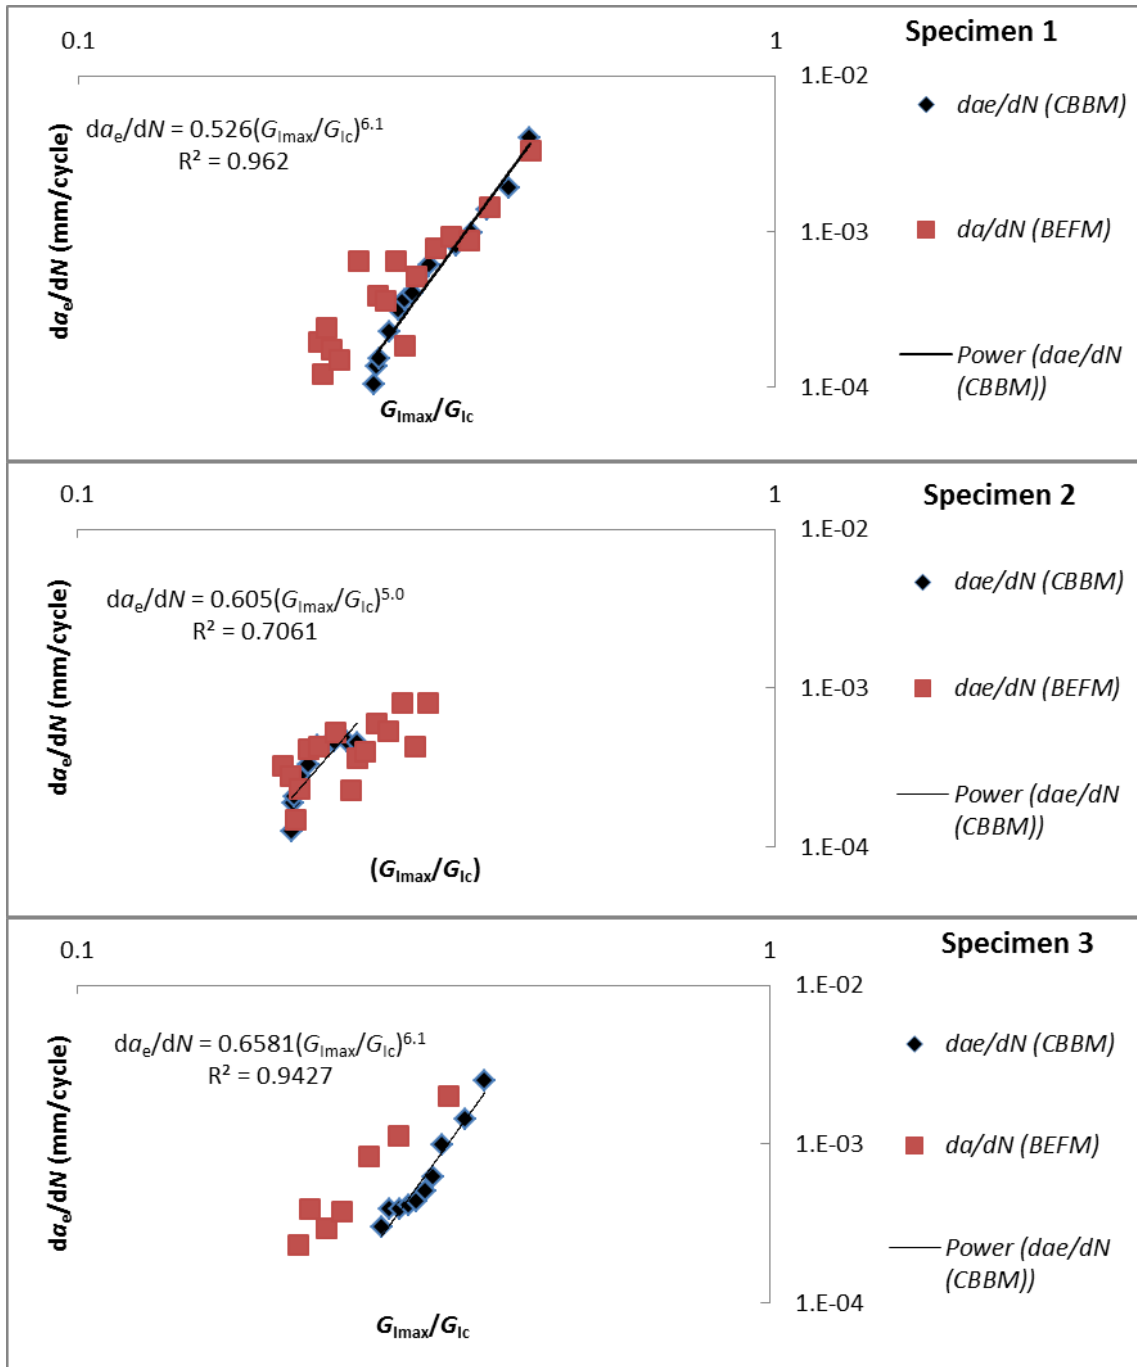 0.1
1
Specimen 1
1.E-02
dae/dN (CBBM)
da/dN (BEFM)
1.E-03
Power (dae/dN
(CBBM))
1.E-04
daₑ/dN (mm/cycle)
daₑ/dN = 0.526(GImax/GIc)^6.1
R² = 0.962
GImax/GIc
0.1
1
Specimen 2
1.E-02
dae/dN (CBBM)
dae/dN (BEFM)
1.E-03
Power (dae/dN
(CBBM))
1.E-04
daₑ/dN (mm/cycle)
daₑ/dN = 0.605(GImax/GIc)^5.0
R² = 0.7061
(GImax/GIc)
0.1
1
Specimen 3
1.E-02
dae/dN (CBBM)
da/dN (BEFM)
1.E-03
Power (dae/dN
(CBBM))
1.E-04
daₑ/dN (mm/cycle)
daₑ/dN = 0.6581(GImax/GIc)^6.1
R² = 0.9427
GImax/GIc